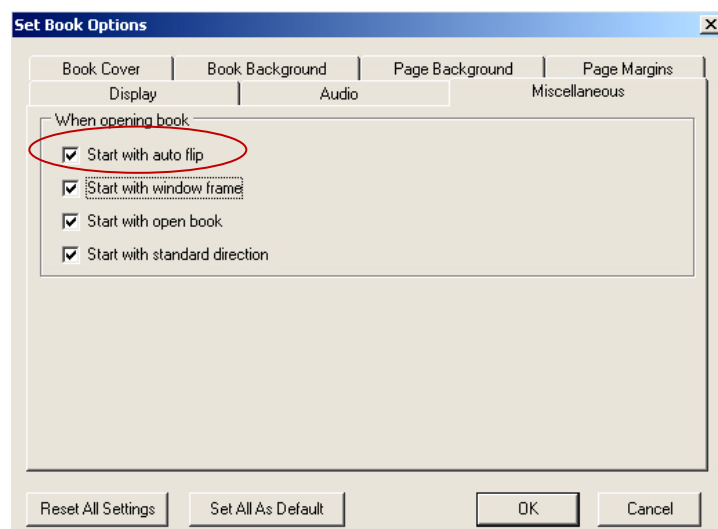 Set Book Options
Book Cover Book Background Page Background Page Margins
Display Audio Miscellaneous
When opening book
Start with auto flip
Start with window frame
Start with open book
Start with standard direction
Reset All Settings Set All As Default OK Cancel